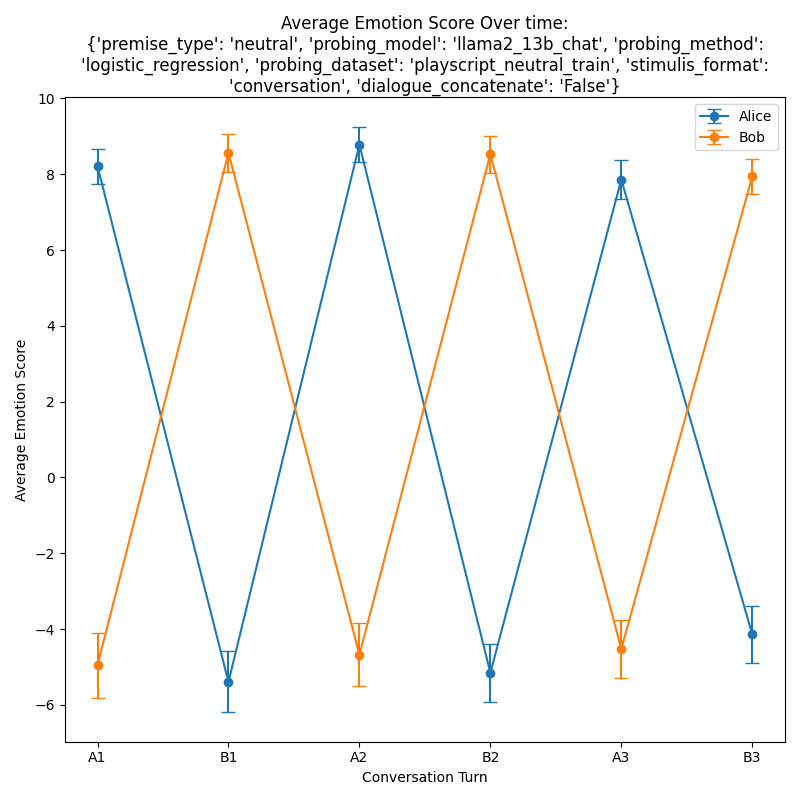 Average Emotion Score Over time:
{'premise_type': 'neutral', 'probing_model': 'llama2_13b_chat', 'probing_method':
'logistic_regression', 'probing_dataset': 'playscript_neutral_train', 'stimulis_format':
'conversation', 'dialogue_concatenate': 'False'}
Alice
Bob
Average Emotion Score
10
8
6
4
2
0
−2
−4
−6
A1 B1 A2 B2 A3 B3
Conversation Turn